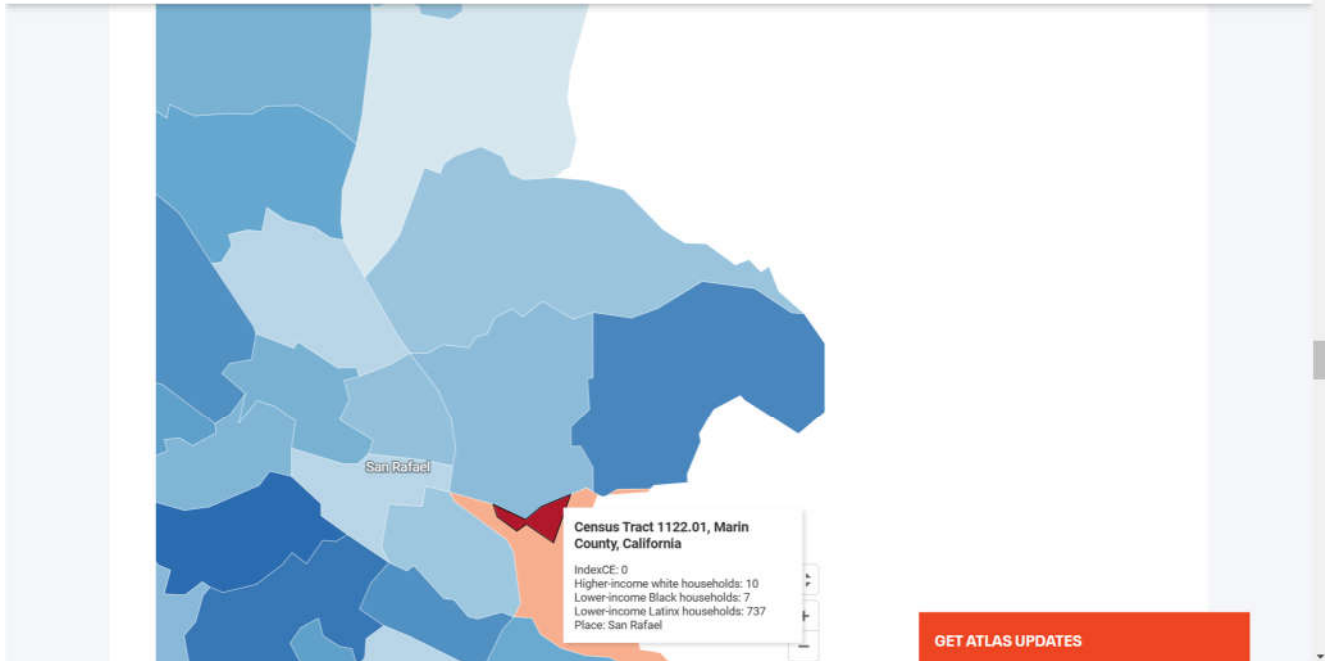 San Rafael
Census Tract 1122.01, Marin
County, California
IndexCE: 0
Higher-income white households: 10
Lower-income Black households: 7
Lower-income Latinx households: 737
Place: San Rafael
+
−
GET ATLAS UPDATES